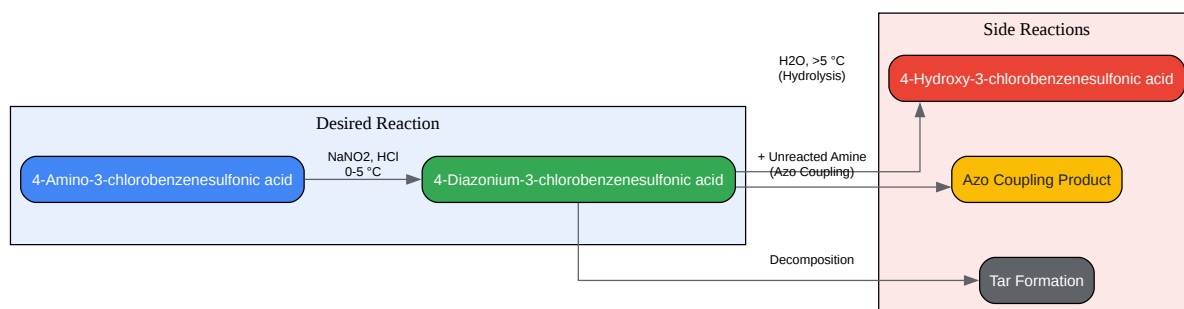 Side Reactions
H2O, >5 °C
(Hydrolysis)
4-Hydroxy-3-chlorobenzenesulfonic acid
Desired Reaction
4-Amino-3-chlorobenzenesulfonic acid
NaNO2, HCl
0-5 °C
4-Diazonium-3-chlorobenzenesulfonic acid
+ Unreacted Amine
(Azo Coupling)
Azo Coupling Product
Decomposition
Tar Formation